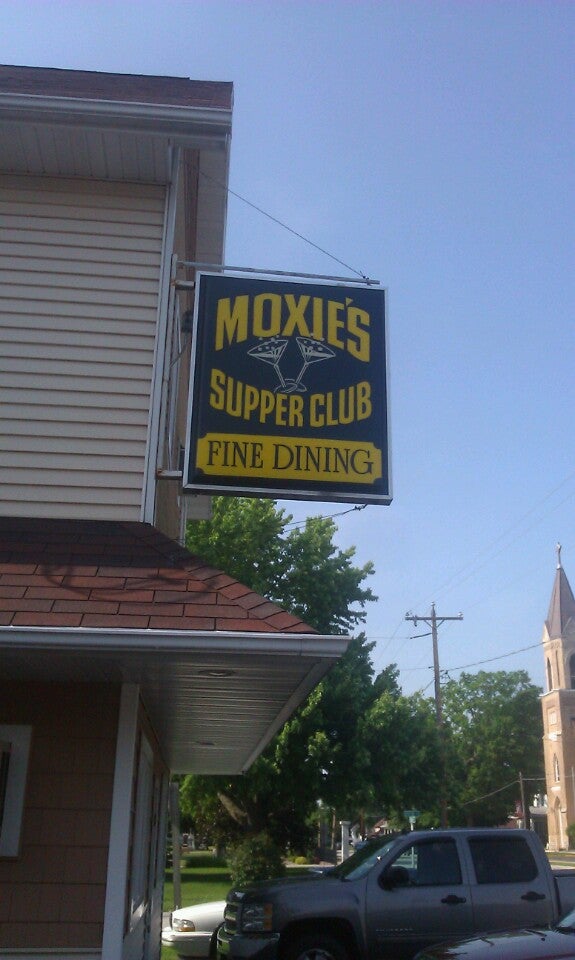 MOXIE'S
SUPPER CLUB
FINE DINING